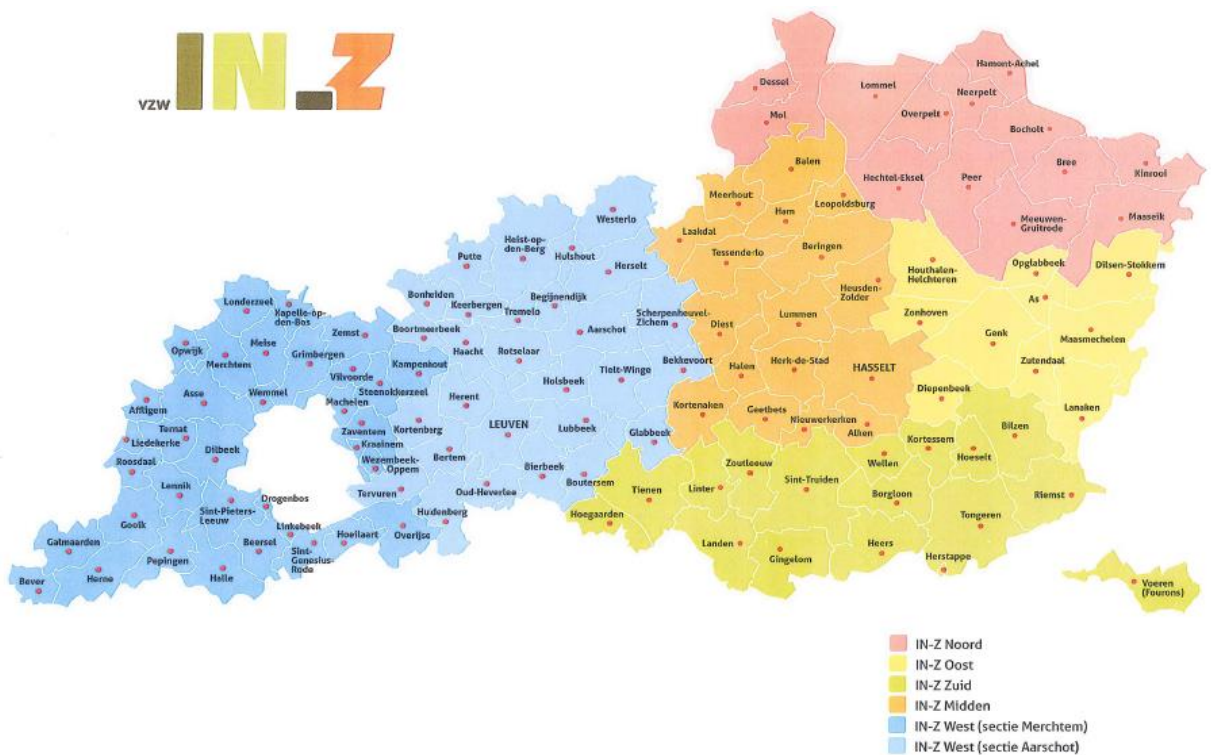 vzw IN_Z
Hamont-Achel
Dessel
Lommel
Neerpelt
Overpelt
Mol
Bocholt
Balen
Bree
Kinrooi
Hechtel-Eksel
Peer
Meerhout
Leopoldsburg
Westerlo
Ham
Meeuwen-
Gruitrode
Maaseik
Laakdal
Heist-op-
den-Berg
Hulshout
Beringen
Putte
Herselt
Tessenderlo
Houthalen-
Helchteren
Opglabbeek
Dilsen-Stokkem
Heusden-
Zolder
As
Bonheiden
Begijnendijk
Londerzeel
Kapelle-op-
den-Bos
Keerbergen
Tremelo
Scherpenheuvel-
Zichem
Lummen
Zonhoven
Zemst
Boortmeerbeek
Aarschot
Diest
Genk
Maasmechelen
Opwijk
Meise
Haacht
Rotselaar
Merchtem
Grimbergen
Kampenhout
Bekkevoort
Halen
Herk-de-Stad
HASSELT
Zutendaal
Vilvoorde
Tielt-Winge
Steenokkerzeel
Holsbeek
Diepenbeek
Asse
Wemmel
Machelen
Herent
Affligem
Kortenaken
Geetbets
Nieuwerkerken
Lanaken
Ternat
Zaventem
Kortenberg
LEUVEN
Lubbeek
Glabbeek
Alken
Kortessem
Bilzen
Liedekerke
Dilbeek
Kraainem
Roosdaal
Wezembeek-
Oppem
Bertem
Bierbeek
Zoutleeuw
Wellen
Hoeselt
Lennik
Boutersem
Drogenbos
Tervuren
Oud-Heverlee
Tienen
Linter
Sint-Truiden
Borgloon
Riemst
Sint-Pieters-
Leeuw
Gooik
Linkebeek
Huldenberg
Hoegaarden
Tongeren
Galmaarden
Beersel
Hoeilaart
Overijse
Landen
Heers
Sint-
Genesius-
Rode
Pepingen
Gingelom
Herstappe
Bever
Herne
Halle
Voeren
(Fourons)
IN-Z Noord
IN-Z Oost
IN-Z Zuid
IN-Z Midden
IN-Z West (sectie Merchtem)
IN-Z West (sectie Aarschot)